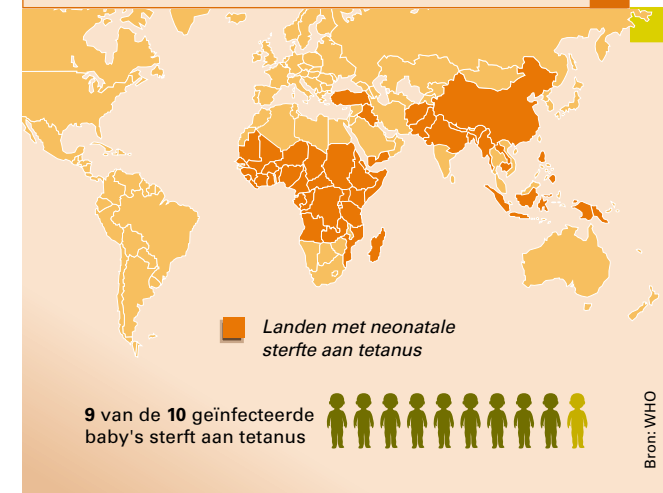 Landen met neonatale
sterfte aan tetanus
9 van de 10 geïnfecteerde
baby's sterft aan tetanus
Bron: WHO